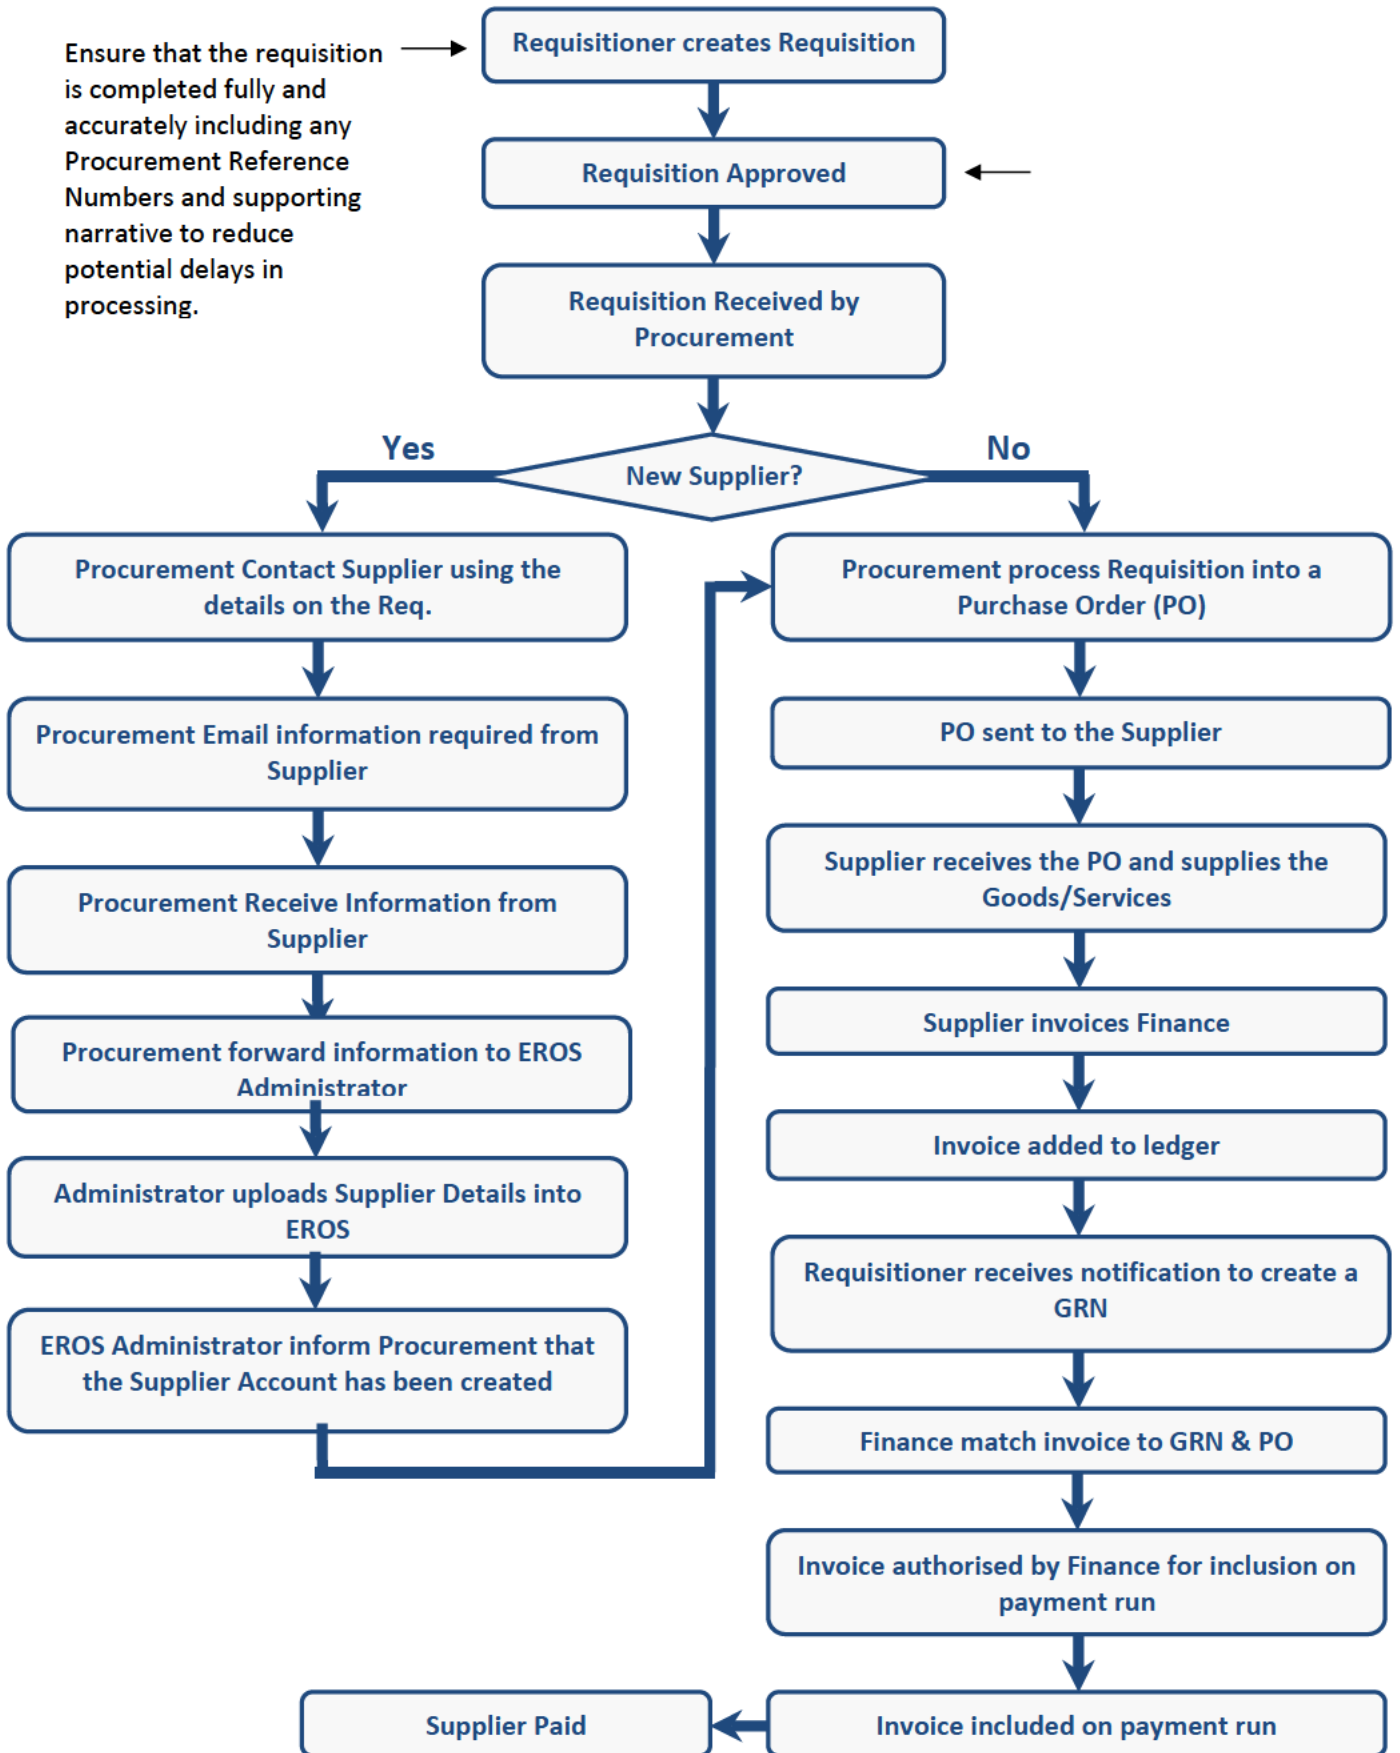 Ensure that the requisition
is completed fully and
accurately including any
Procurement Reference
Numbers and supporting
narrative to reduce
potential delays in
processing.
Requisitioner creates Requisition
Requisition Approved
Requisition Received by
Procurement
New Supplier?
Yes
No
Procurement Contact Supplier using the
details on the Req.
Procurement Email information required from
Supplier
Procurement Receive Information from
Supplier
Procurement forward information to EROS
Administrator
Administrator uploads Supplier Details into
EROS
EROS Administrator inform Procurement that
the Supplier Account has been created
Procurement process Requisition into a
Purchase Order (PO)
PO sent to the Supplier
Supplier receives the PO and supplies the
Goods/Services
Supplier invoices Finance
Invoice added to ledger
Requisitioner receives notification to create a
GRN
Finance match invoice to GRN & PO
Invoice authorised by Finance for inclusion on
payment run
Invoice included on payment run
Supplier Paid